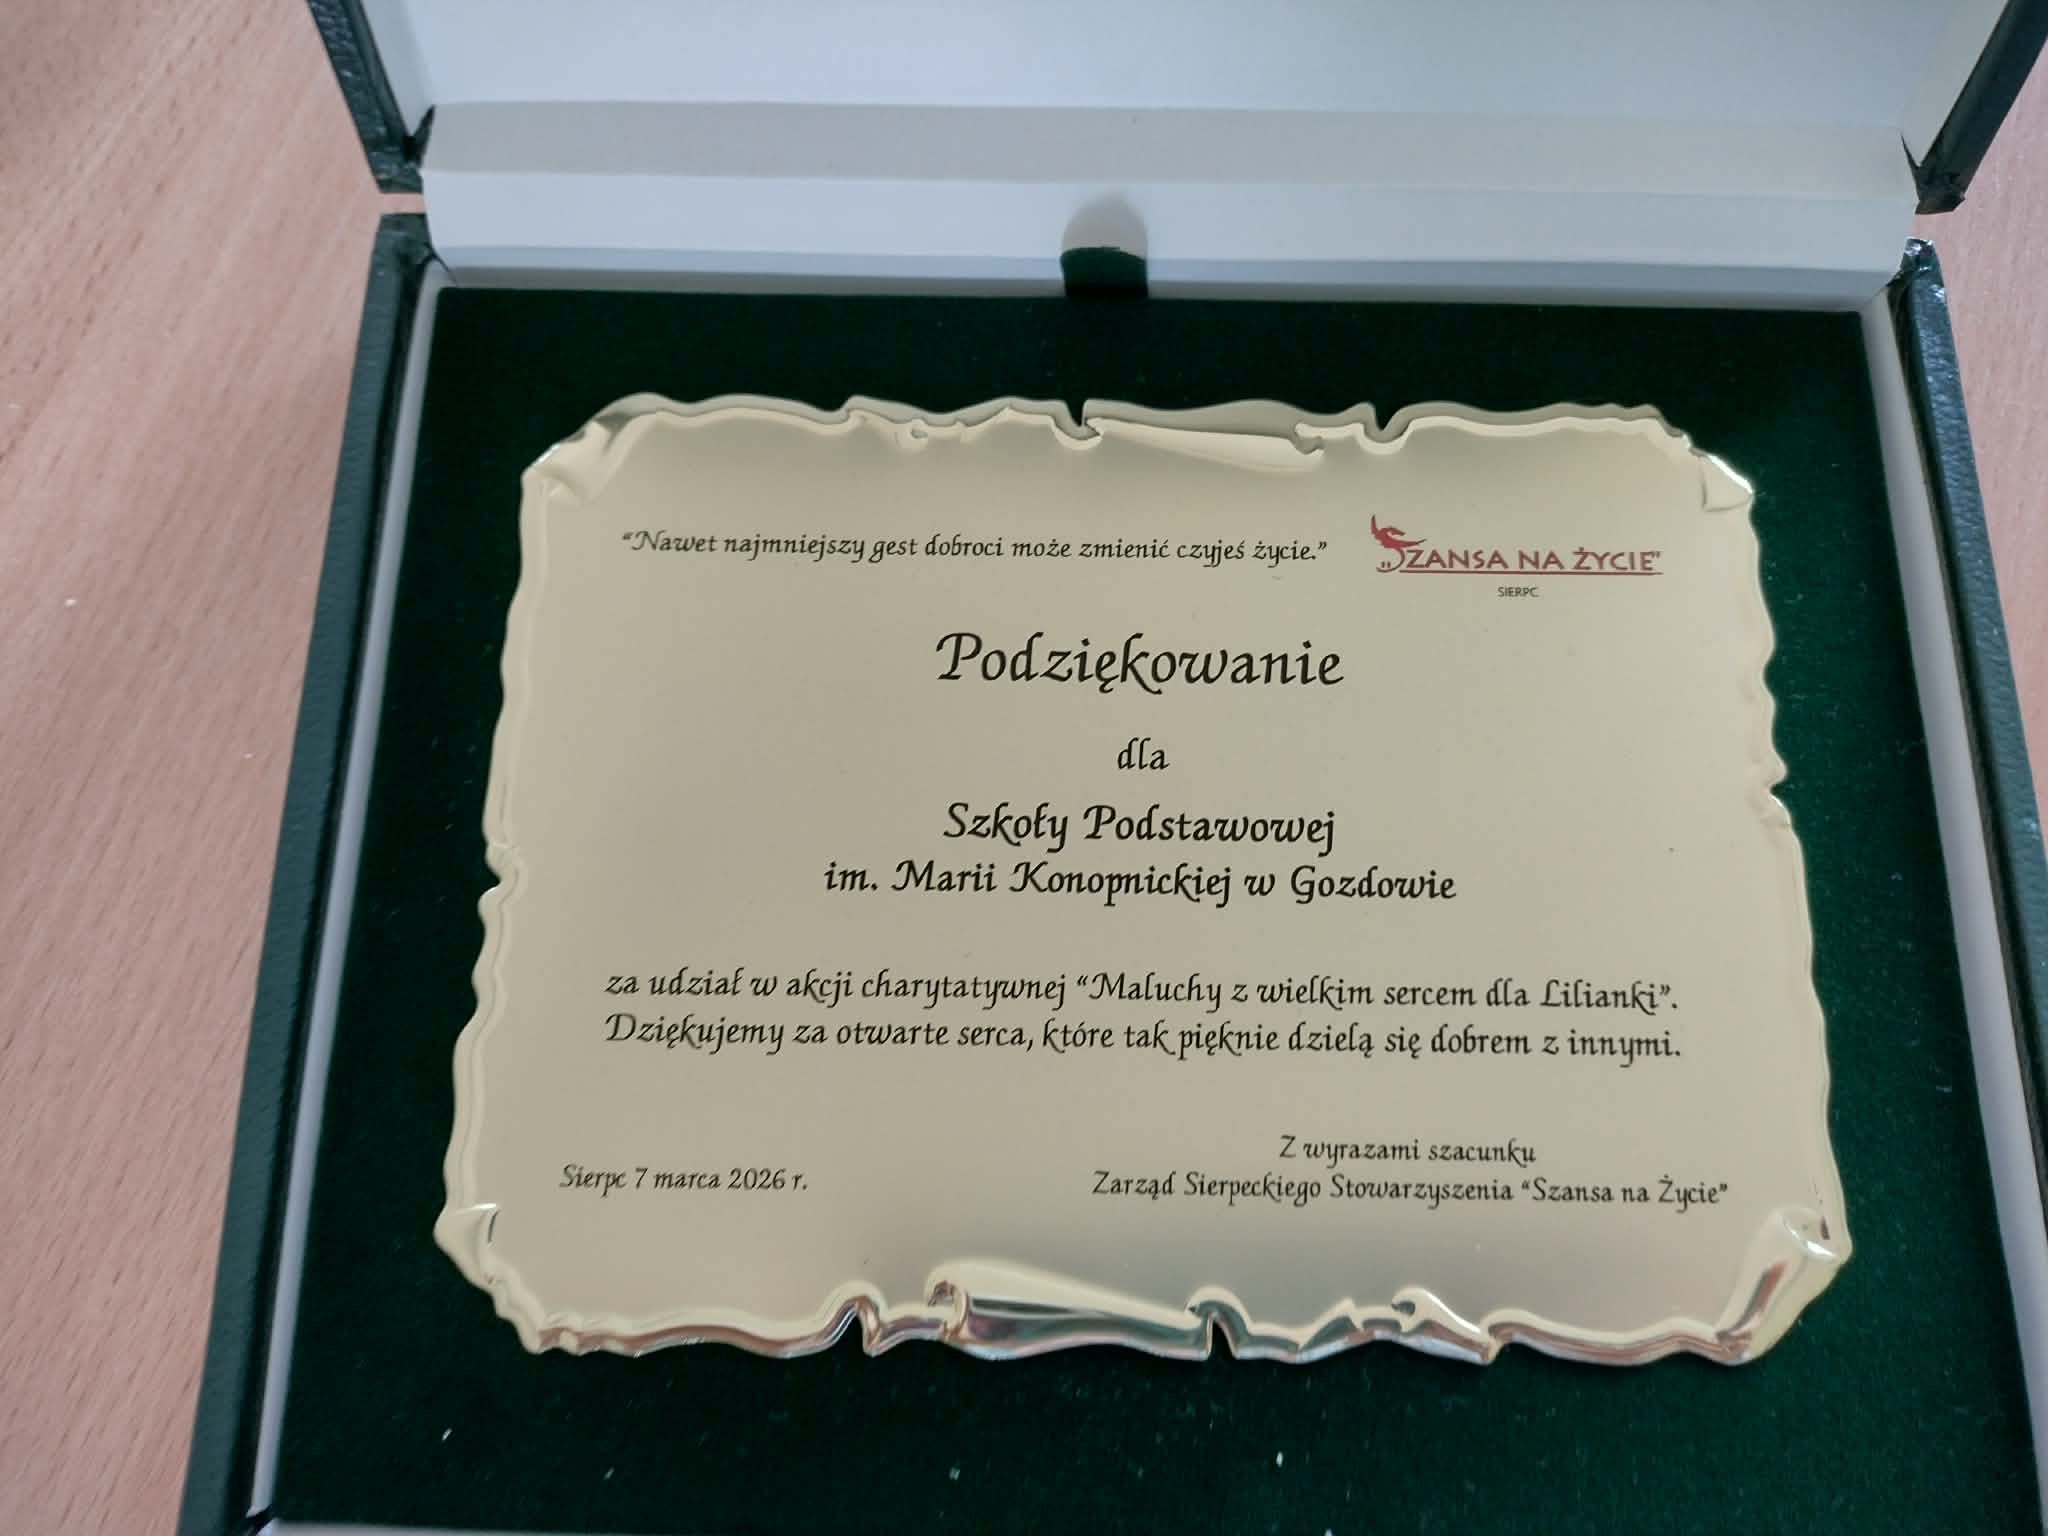 “Nawet najmniejszy gest dobroci może zmienić czyjeś życie.”
„SZANSA NA ŻYCIE”
SIERPC
Podziękowanie
dla
Szkoły Podstawowej
im. Marii Konopnickiej w Gozdowie
za udział w akcji charytatywnej “Maluchy z wielkim sercem dla Lilianki”.
Dziękujemy za otwarte serca, które tak pięknie dzielą się dobrem z innymi.
Z wyrazami szacunku
Sierpc 7 marca 2026 r.
Zarząd Sierpeckiego Stowarzyszenia “Szansa na Życie”